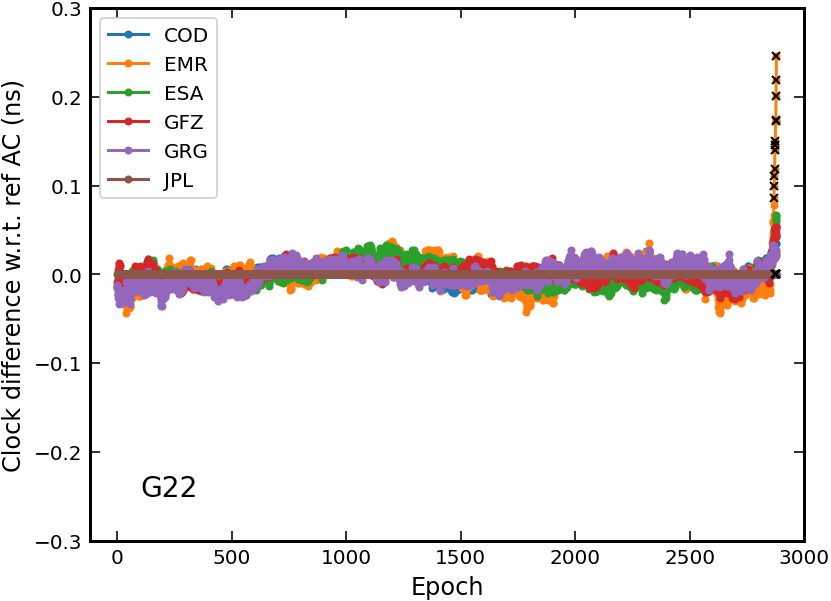 0.3
0.2
0.1
0.0
−0.1
−0.2
−0.3
Clock difference w.r.t. ref AC (ns)
COD
EMR
ESA
GFZ
GRG
JPL
G22
0 500 1000 1500 2000 2500 3000
Epoch